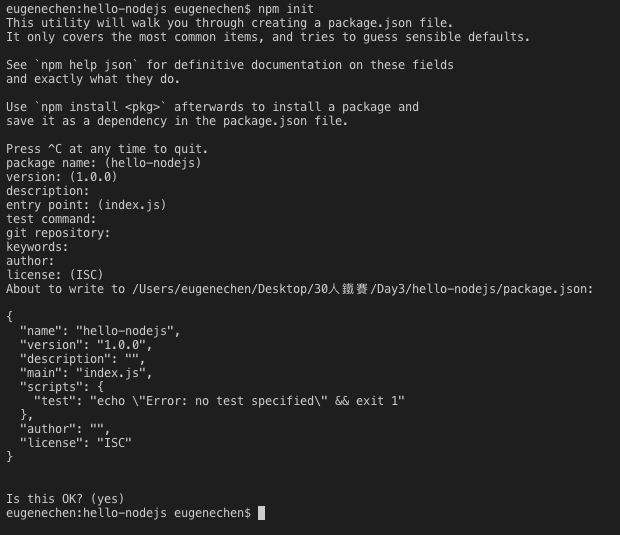 eugenechen:hello-nodejs eugenechen$ npm init
This utility will walk you through creating a package.json file.
It only covers the most common items, and tries to guess sensible defaults.
See `npm help json` for definitive documentation on these fields
and exactly what they do.
Use `npm install <pkg>` afterwards to install a package and
save it as a dependency in the package.json file.
Press ^C at any time to quit.
package name: (hello-nodejs)
version: (1.0.0)
description:
entry point: (index.js)
test command:
git repository:
keywords:
author:
license: (ISC)
About to write to /Users/eugenechen/Desktop/30人鐵賽/Day3/hello-nodejs/package.json:
{
  "name": "hello-nodejs",
  "version": "1.0.0",
  "description": "",
  "main": "index.js",
  "scripts": {
    "test": "echo \"Error: no test specified\" && exit 1"
  },
  "author": "",
  "license": "ISC"
}
Is this OK? (yes)
eugenechen:hello-nodejs eugenechen$